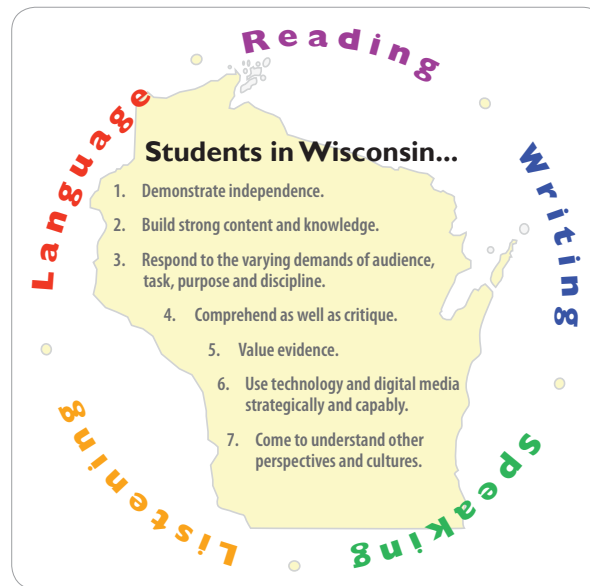 Reading
Writing
Speaking
Listening
Language
Students in Wisconsin...
1. Demonstrate independence.
2. Build strong content and knowledge.
3. Respond to the varying demands of audience,
task, purpose and discipline.
4. Comprehend as well as critique.
5. Value evidence.
6. Use technology and digital media
strategically and capably.
7. Come to understand other
perspectives and cultures.